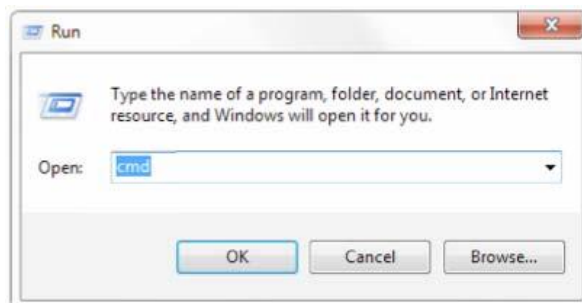 Run
Type the name of a program, folder, document, or Internet
resource, and Windows will open it for you.
Open: cmd
OK Cancel Browse...